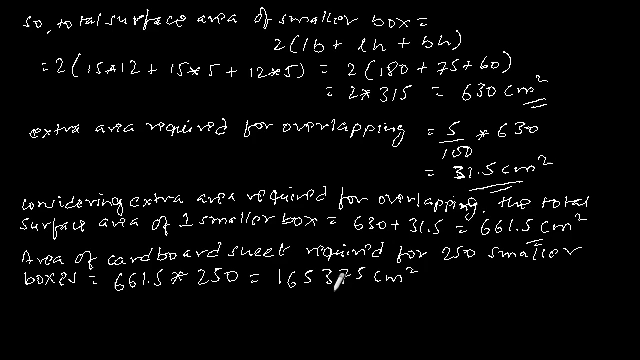 so, total surface area of smaller box =
2(lb + lh + bh)
= 2(15*12 + 15*5 + 12*5) = 2(180 + 75 + 60)
= 2*315 = 630 cm²
extra area required for overlapping = 5/100 * 630
= 31.5 cm²
considering extra area required for overlapping, the total
surface area of 1 smaller box = 630 + 31.5 = 661.5 cm²
Area of cardboard sheet required for 250 smaller
boxes = 661.5 * 250 = 165375 cm²